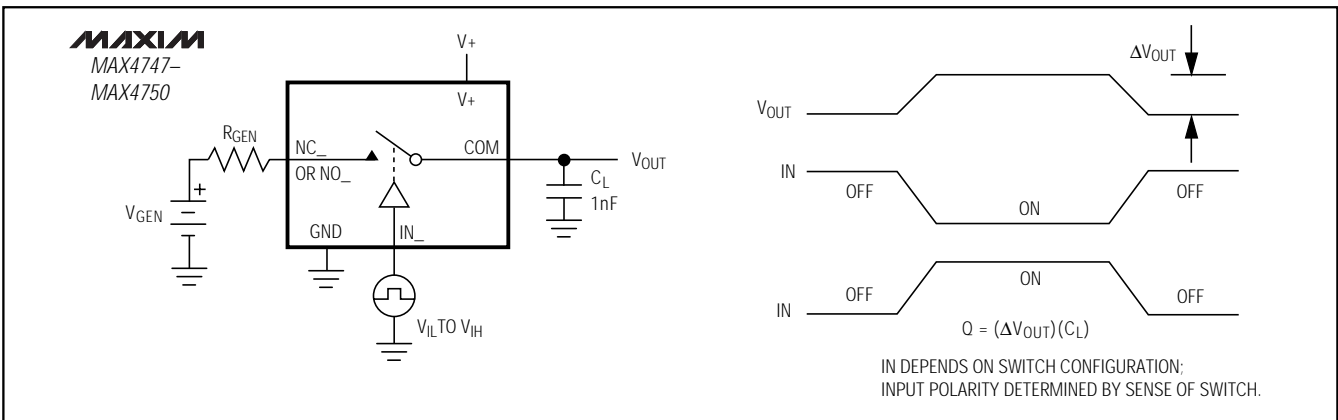 MAXIM
MAX4747–
MAX4750
V+
V+
RGEN
NC_
OR NO_
COM
VOUT
CL
1nF
VGEN
+
GND
IN_
VIL TO VIH
ΔVOUT
VOUT
IN
OFF
ON
OFF
IN
OFF
ON
OFF
Q = (ΔVOUT)(CL)
IN DEPENDS ON SWITCH CONFIGURATION;
INPUT POLARITY DETERMINED BY SENSE OF SWITCH.